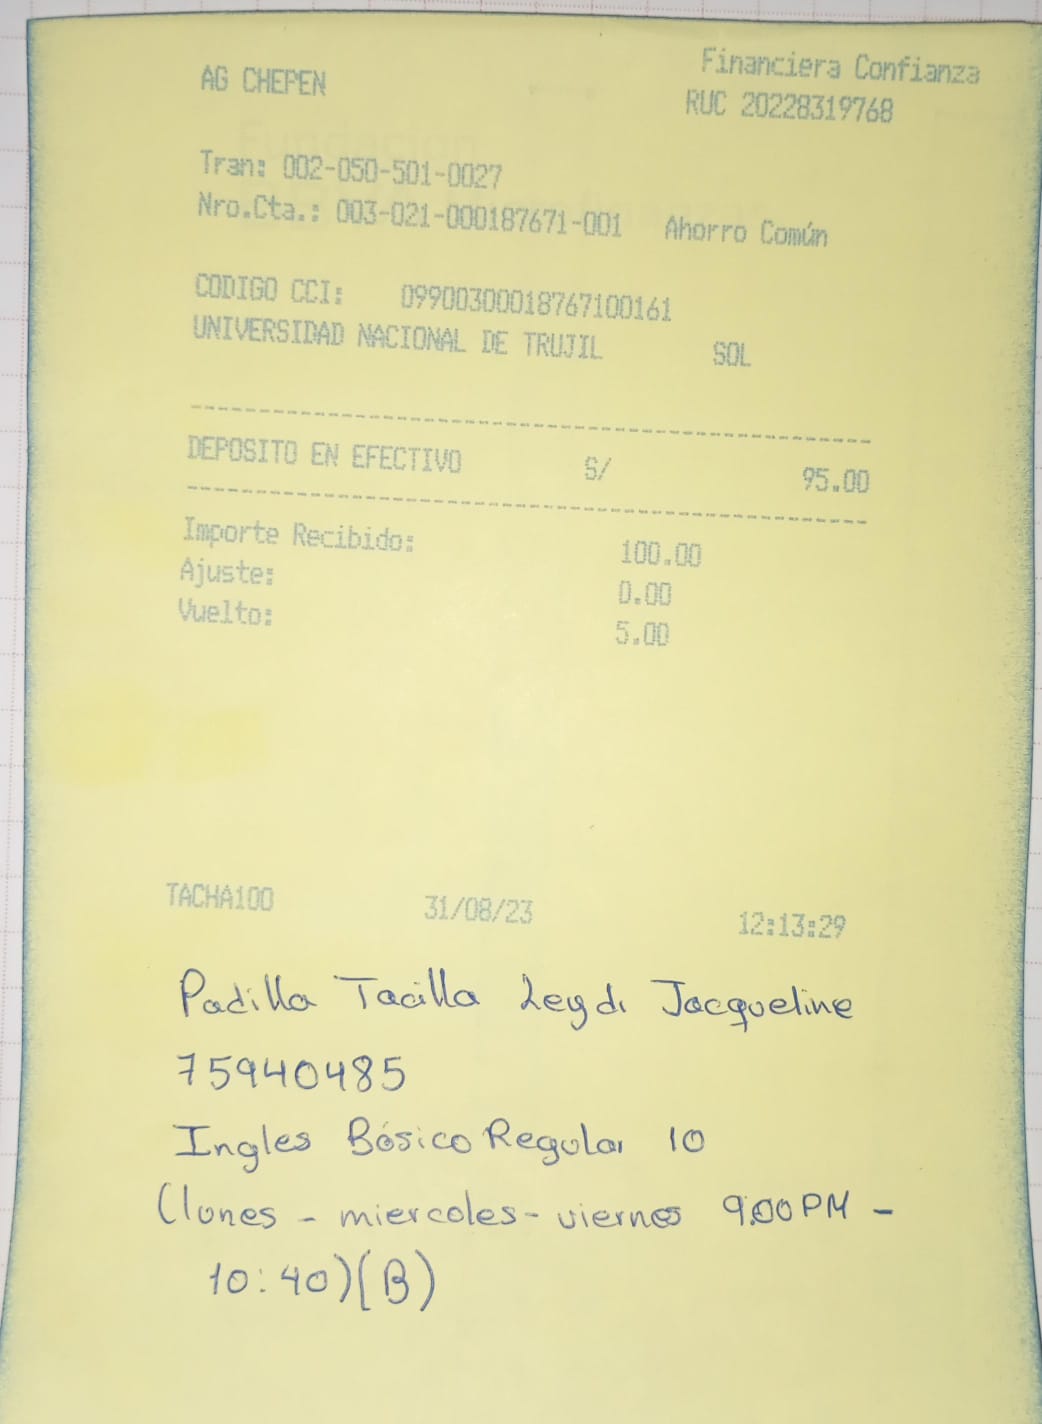 AG CHEPEN Financiera Confianza
RUC 20228319768
Tran: 002-050-501-0027
Nro.Cta.: 003-021-000187671-001 Ahorro Común
CODIGO CCI: 09900300018767100161
UNIVERSIDAD NACIONAL DE TRUJIL SOL
DEPOSITO EN EFECTIVO S/ 95.00
Importe Recibido: 100.00
Ajuste: 0.00
Vuelto: 5.00
TACHA100 31/08/23 12:13:29
Padilla Tacilla Leydi Jacqueline
75940485
Ingles Básico Regular 10
(lunes - miercoles - viernes 9:00 PM -
10:40)(B)